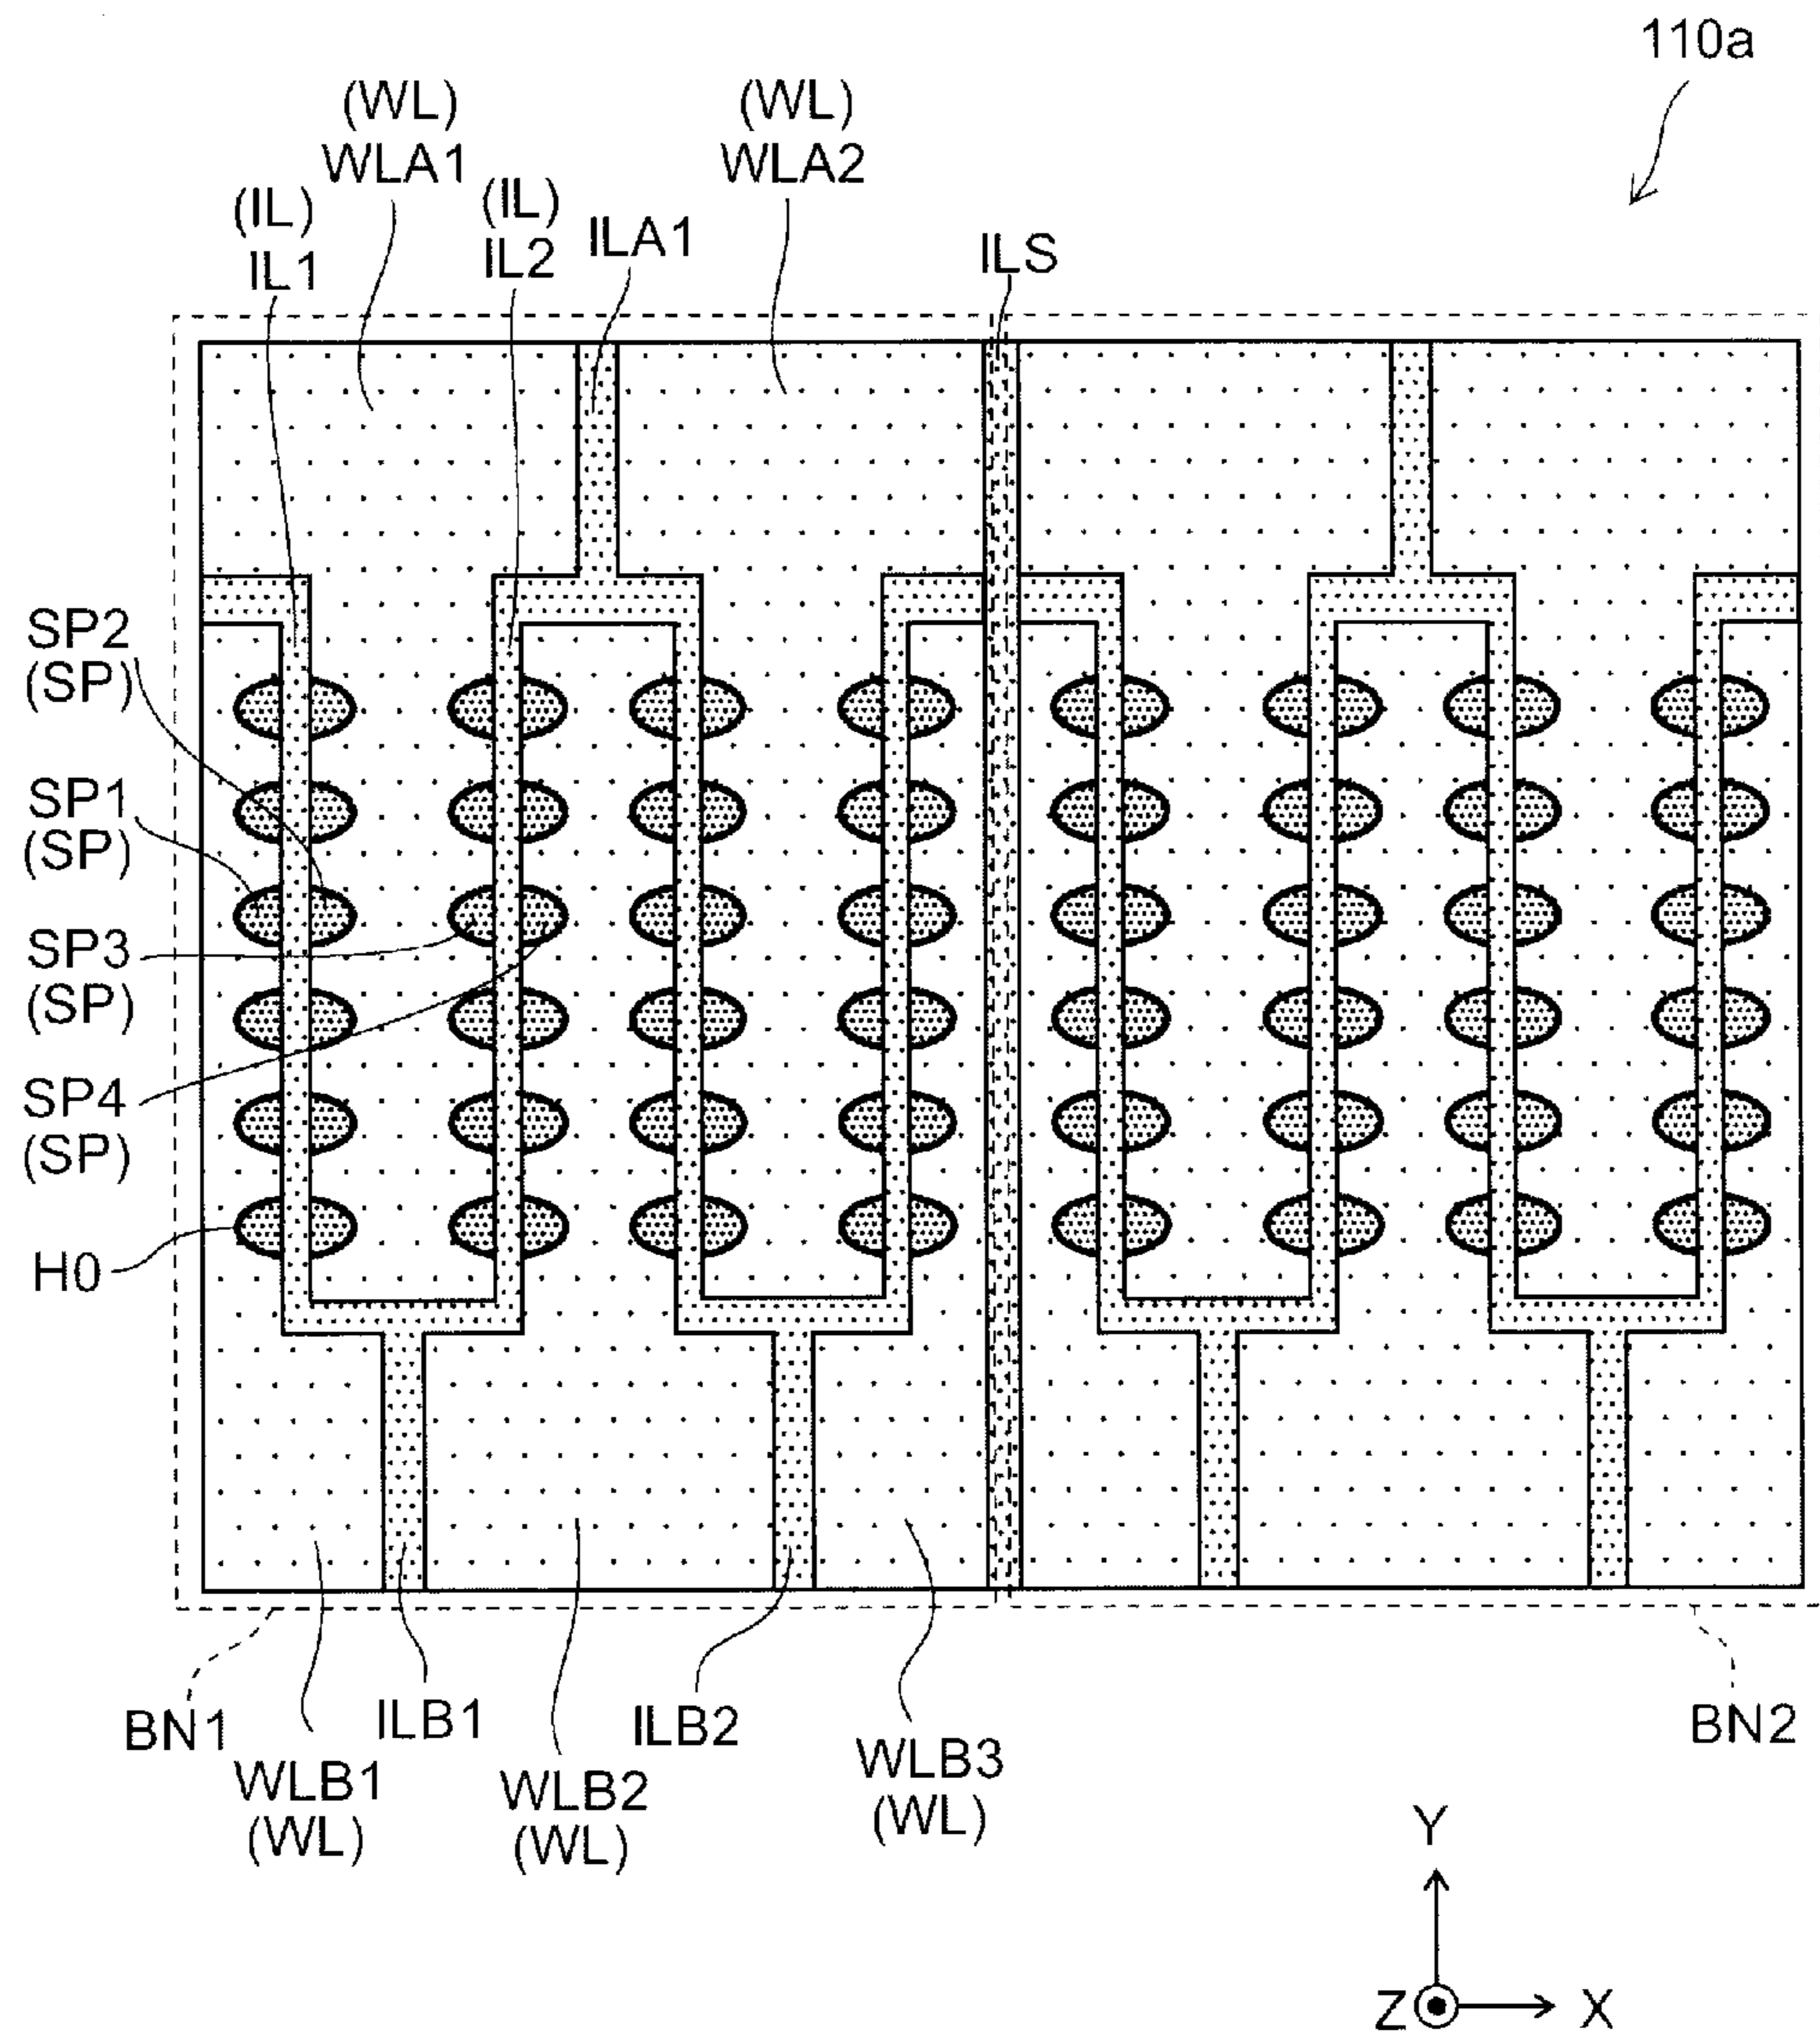 110a
(WL)
WLA1
(WL)
WLA2
(IL)
IL1
(IL)
IL2
ILA1
ILS
SP2
(SP)
SP1
(SP)
SP3
(SP)
SP4
(SP)
H0
BN1
WLB1
(WL)
ILB1
WLB2
(WL)
ILB2
WLB3
(WL)
BN2
Y
Z
X